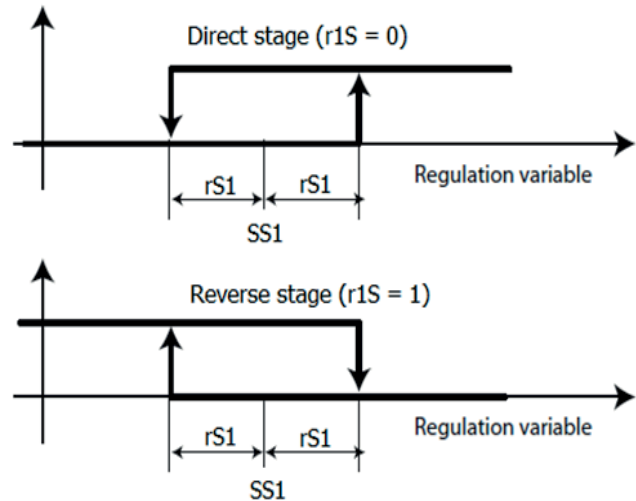 Direct stage (r1S = 0)
Regulation variable
rS1 rS1
SS1
Reverse stage (r1S = 1)
Regulation variable
rS1 rS1
SS1